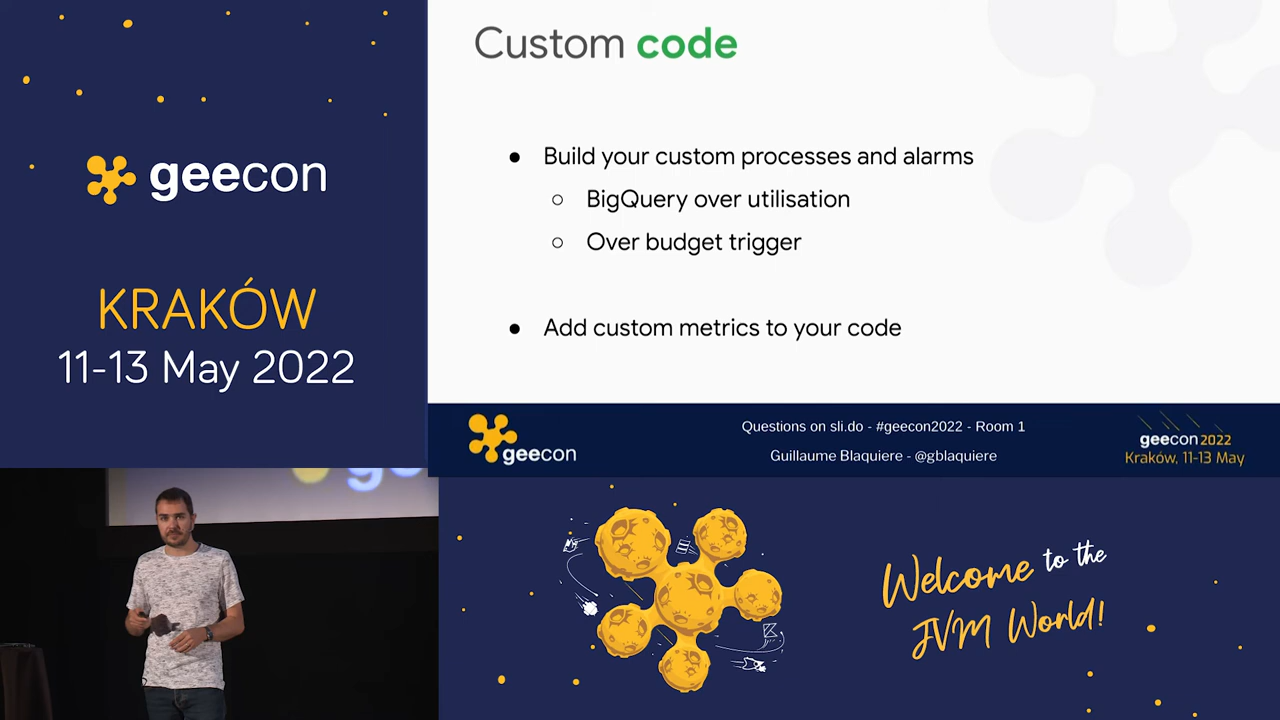 geecon
KRAKÓW
11-13 May 2022
Custom code
● Build your custom processes and alarms
○ BigQuery over utilisation
○ Over budget trigger
● Add custom metrics to your code
geecon
Questions on sli.do - #geecon2022 - Room 1
Guillaume Blaquiere - @gblaquiere
geecon 2022
Kraków, 11-13 May
ge
Welcome to the
JVM World!